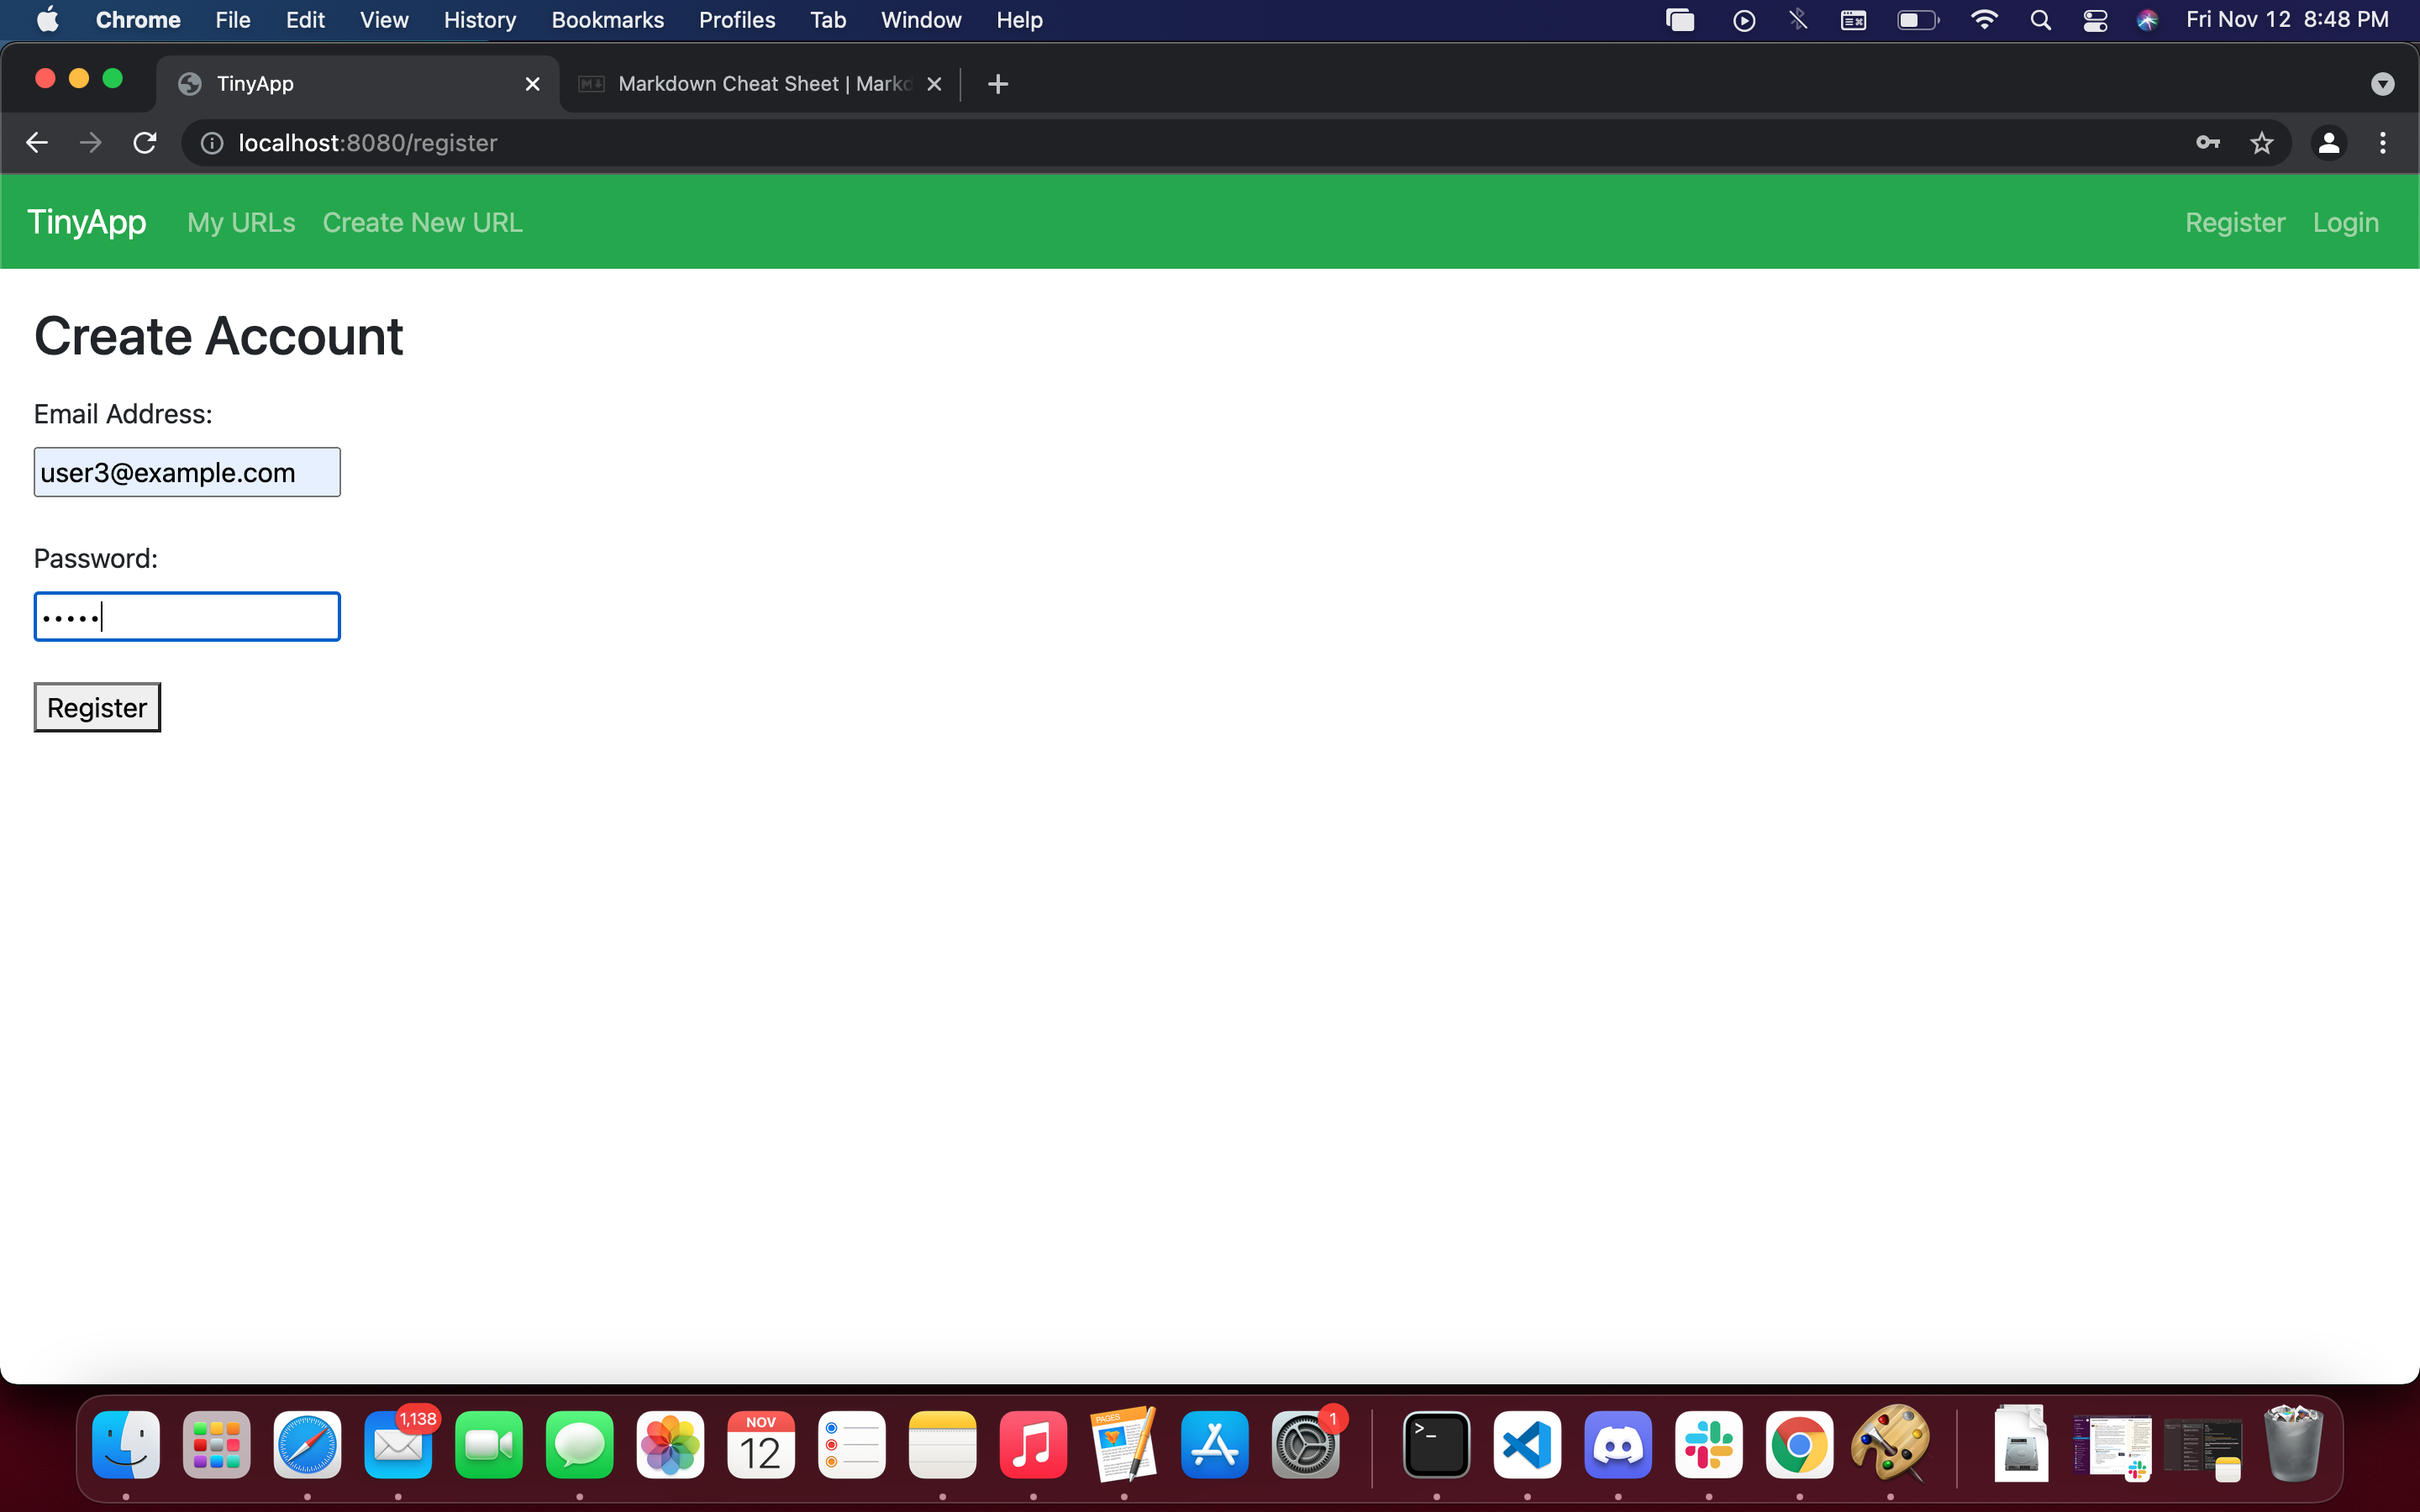 Chrome File Edit View History Bookmarks Profiles Tab Window Help Fri Nov 12 8:48 PM
TinyApp Markdown Cheat Sheet | Markd
localhost:8080/register
TinyApp My URLs Create New URL Register Login
Create Account
Email Address:
user3@example.com
Password:
•••••
Register
1,138 NOV 12 PAGES 1 >_